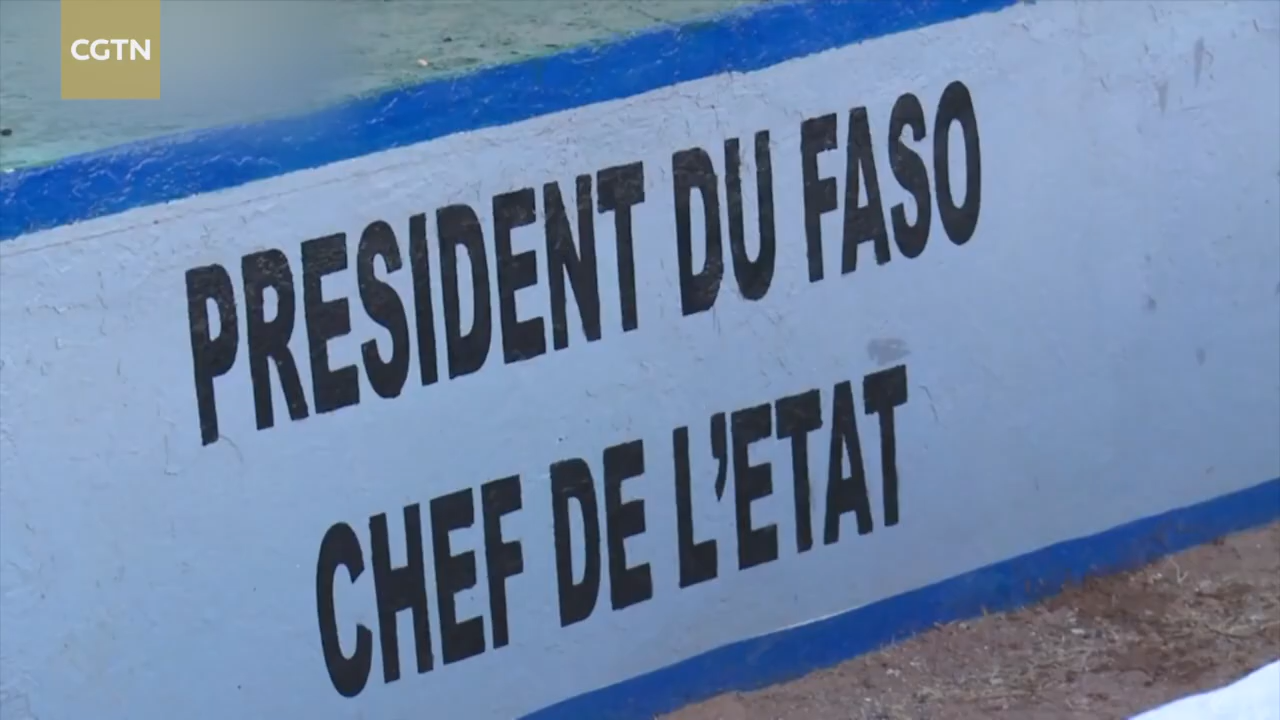 CGTN
PRESIDENT DU FASO
CHEF DE L'ETAT